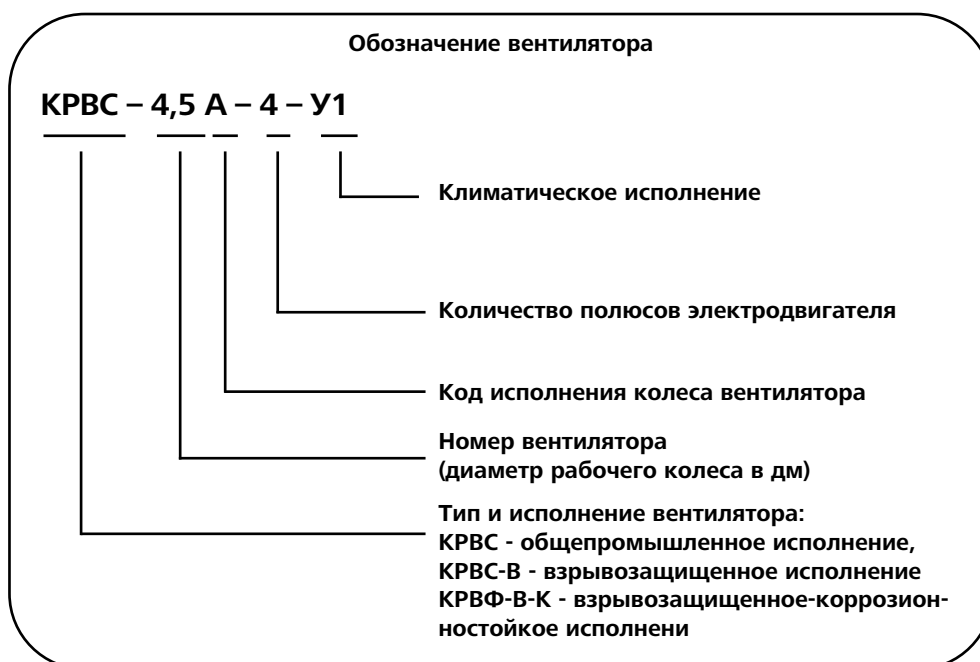 Обозначение вентилятора
КРВС – 4,5 А – 4 – У1
Климатическое исполнение
Количество полюсов электродвигателя
Код исполнения колеса вентилятора
Номер вентилятора
(диаметр рабочего колеса в дм)
Тип и исполнение вентилятора:
КРВС - общепромышленное исполнение,
КРВС-В - взрывозащищенное исполнение
КРВФ-В-К - взрывозащищенное-коррозион-
ностойкое исполнени